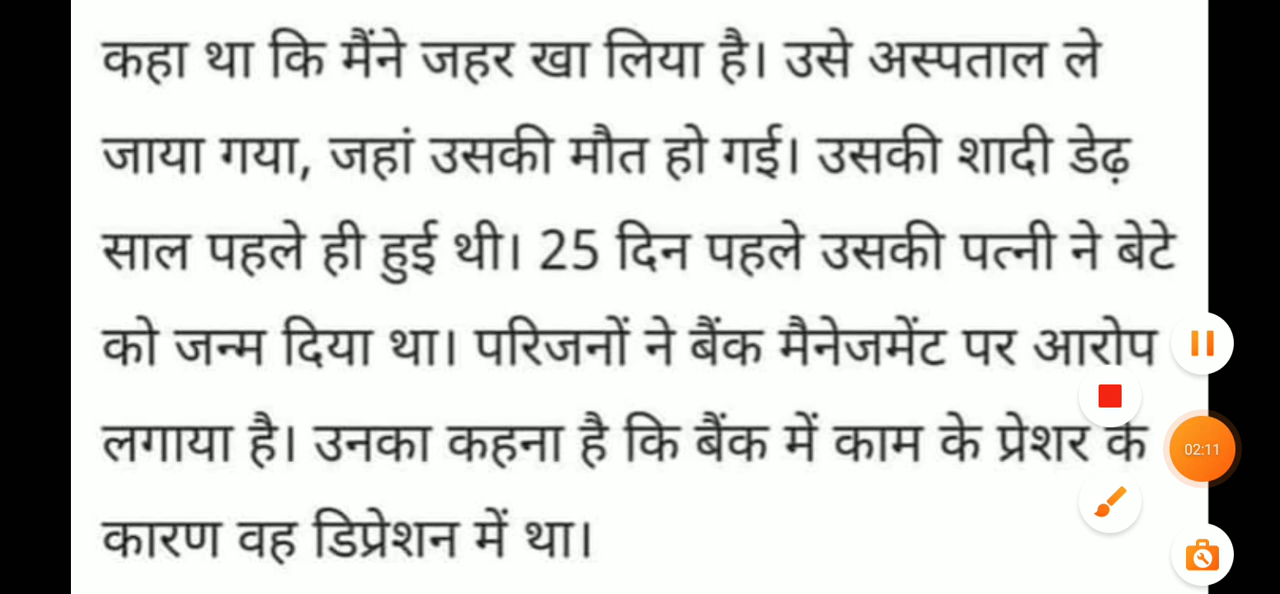 कहा था कि मैंने जहर खा लिया है। उसे अस्पताल ले
जाया गया, जहां उसकी मौत हो गई। उसकी शादी डेढ़
साल पहले ही हुई थी। 25 दिन पहले उसकी पत्नी ने बेटे
को जन्म दिया था। परिजनों ने बैंक मैनेजमेंट पर आरोप
लगाया है। उनका कहना है कि बैंक में काम के प्रेशर के
02:11
कारण वह डिप्रेशन में था।